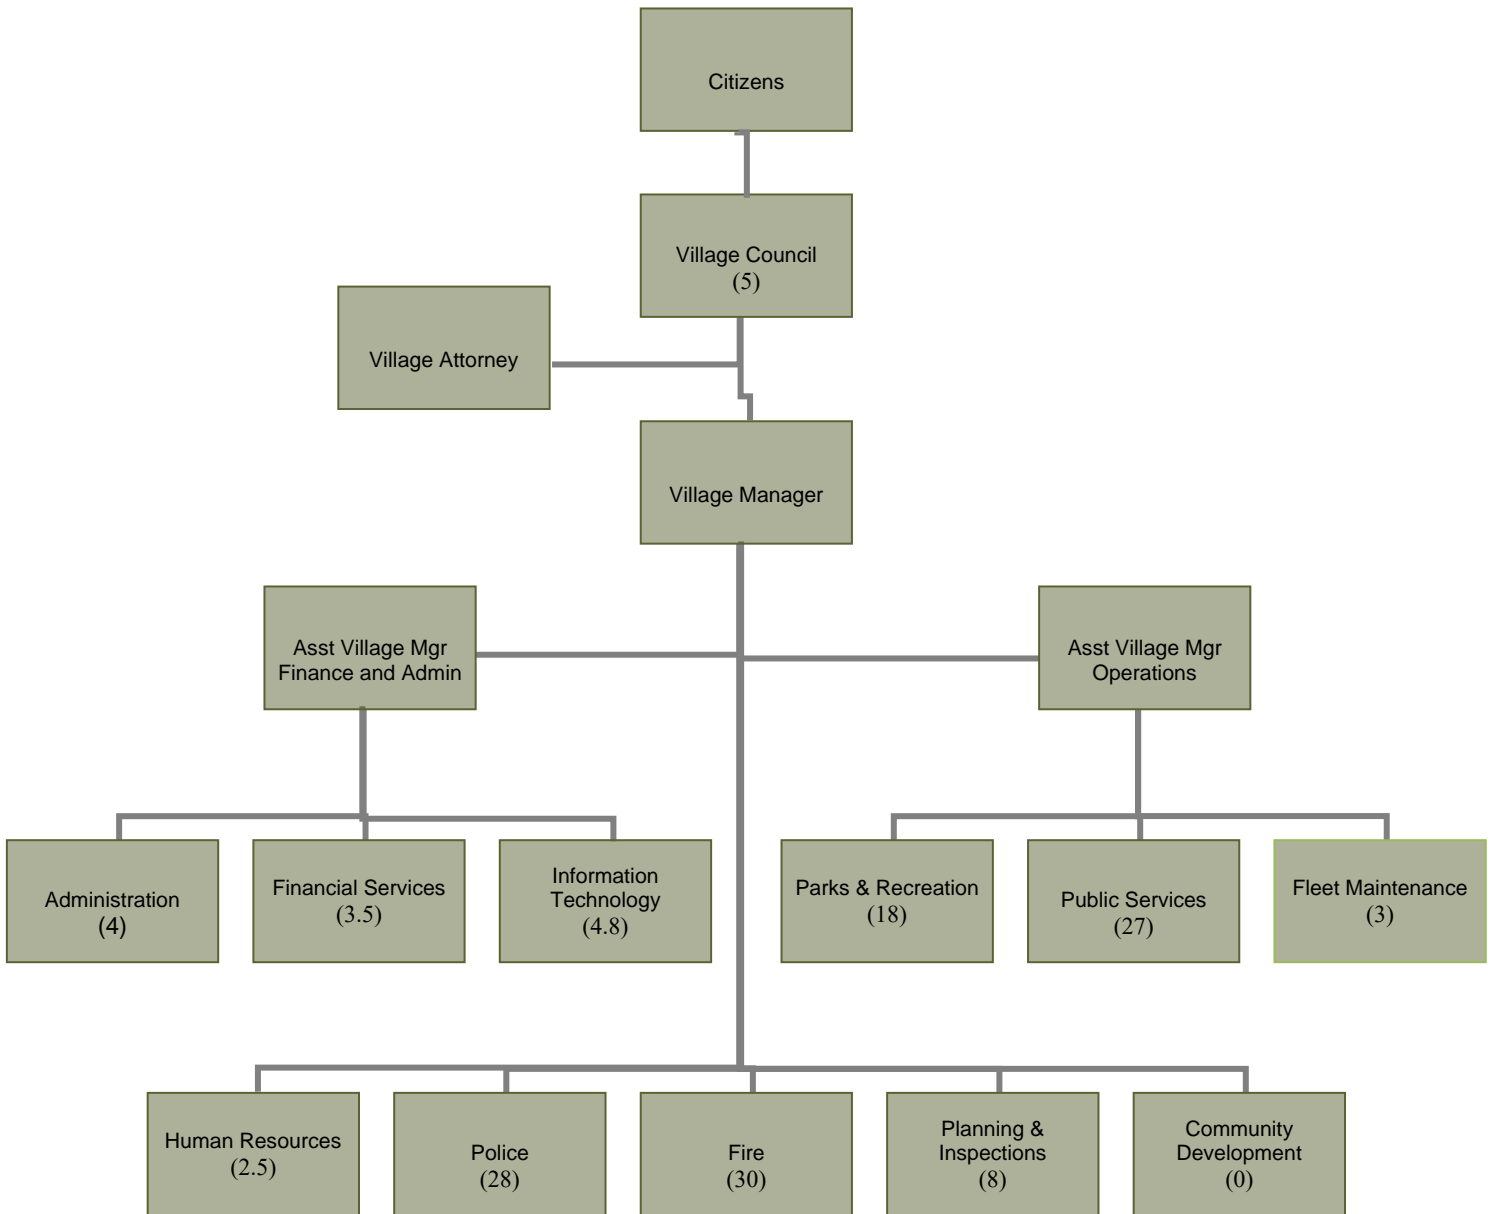 Citizens
Village Council
(5)
Village Attorney
Village Manager
Asst Village Mgr
Finance and Admin
Asst Village Mgr
Operations
Administration
(4)
Financial Services
(3.5)
Information
Technology
(4.8)
Parks & Recreation
(18)
Public Services
(27)
Fleet Maintenance
(3)
Human Resources
(2.5)
Police
(28)
Fire
(30)
Planning &
Inspections
(8)
Community
Development
(0)